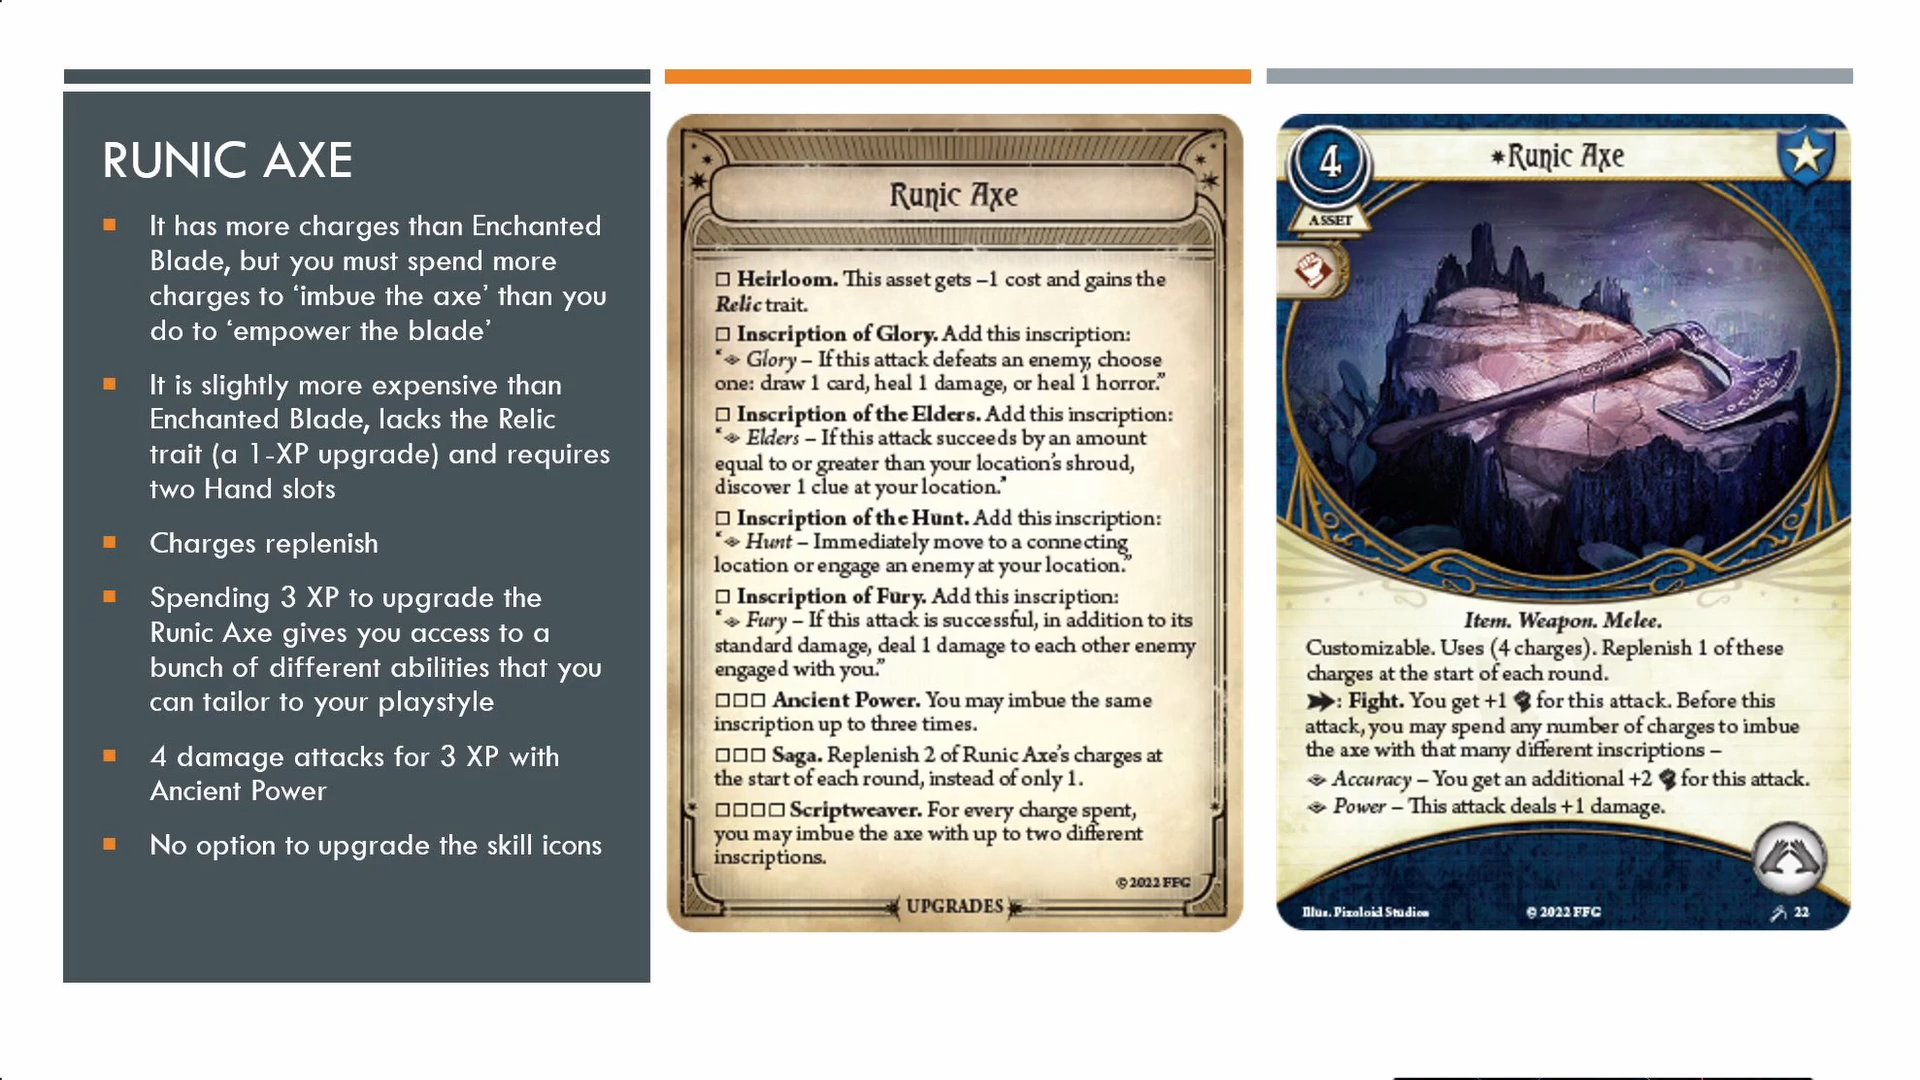 RUNIC AXE
It has more charges than Enchanted
Blade, but you must spend more
charges to ‘imbue the axe’ than you
do to ‘empower the blade’
It is slightly more expensive than
Enchanted Blade, lacks the Relic
trait (a 1-XP upgrade) and requires
two Hand slots
Charges replenish
Spending 3 XP to upgrade the
Runic Axe gives you access to a
bunch of different abilities that you
can tailor to your playstyle
4 damage attacks for 3 XP with
Ancient Power
No option to upgrade the skill icons
Runic Axe
□ Heirloom. This asset gets –1 cost and gains the
Relic trait.
□ Inscription of Glory. Add this inscription:
“ Glory – If this attack defeats an enemy, choose
one: draw 1 card, heal 1 damage, or heal 1 horror.”
□ Inscription of the Elders. Add this inscription:
“ Elders – If this attack succeeds by an amount
equal to or greater than your location’s shroud,
discover 1 clue at your location.”
□ Inscription of the Hunt. Add this inscription:
“ Hunt – Immediately move to a connecting
location or engage an enemy at your location.”
□ Inscription of Fury. Add this inscription:
“ Fury – If this attack is successful, in addition to its
standard damage, deal 1 damage to each other enemy
engaged with you.”
□□□ Ancient Power. You may imbue the same
inscription up to three times.
□□□ Saga. Replenish 2 of Runic Axe’s charges at
the start of each round, instead of only 1.
□□□□ Scriptweaver. For every charge spent,
you may imbue the axe with up to two different
inscriptions.
© 2022 FFG
UPGRADES
4
Runic Axe
ASSET
Item. Weapon. Melee.
Customizable. Uses (4 charges). Replenish 1 of these
charges at the start of each round.
: Fight. You get +1 for this attack. Before this
attack, you may spend any number of charges to imbue
the axe with that many different inscriptions –
Accuracy – You get an additional +2 for this attack.
Power – This attack deals +1 damage.
Illus. Pixoloid Studios
© 2022 FFG
22